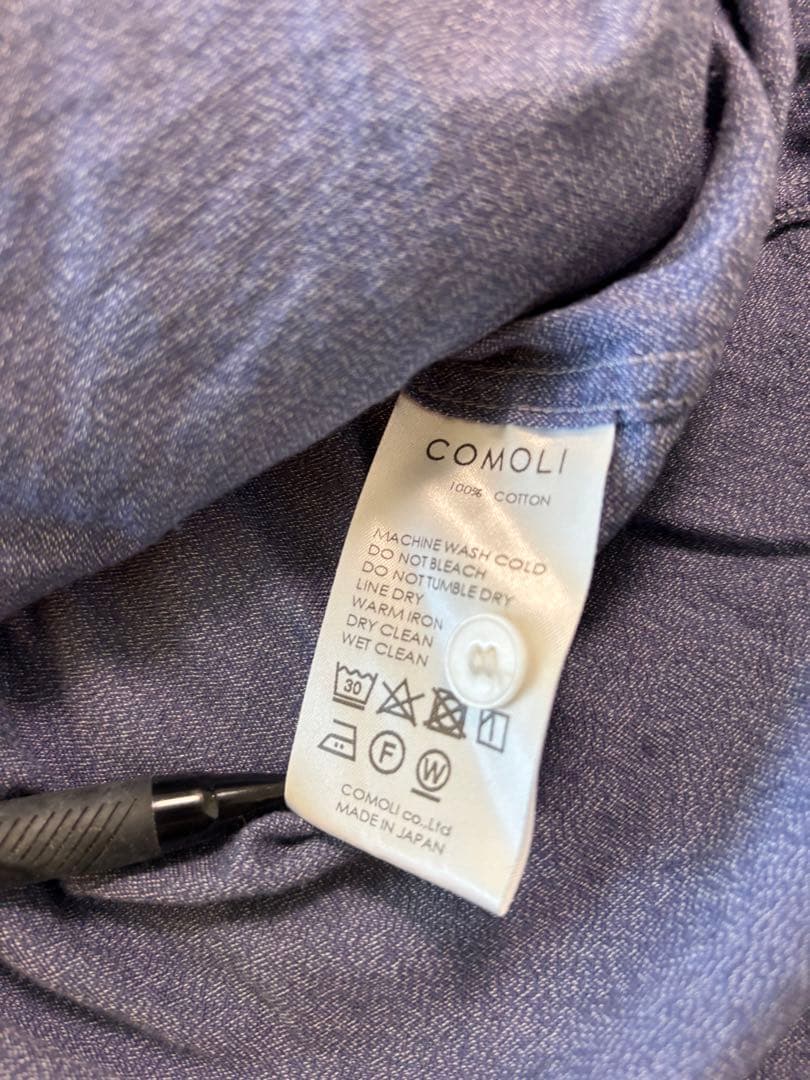 COMOLI
100% COTTON
MACHINE WASH COLD
DO NOT BLEACH
DO NOT TUMBLE DRY
LINE DRY
WARM IRON
DRY CLEAN
WET CLEAN
30
F W
COMOLI co.,Ltd
MADE IN JAPAN